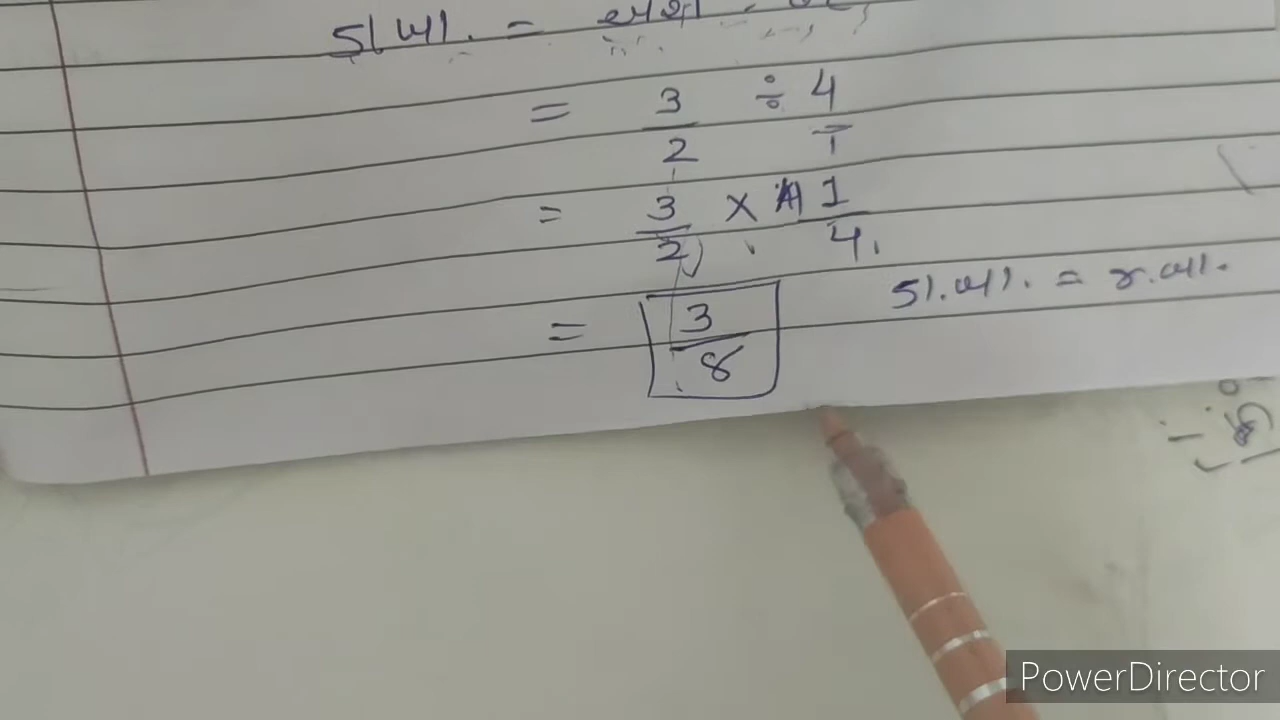 ડા.બા. =
= 3/2 ÷ 4/1
= 3/2 × 1/4
= 3/8
ડા.બા. = જ.બા.
PowerDirector